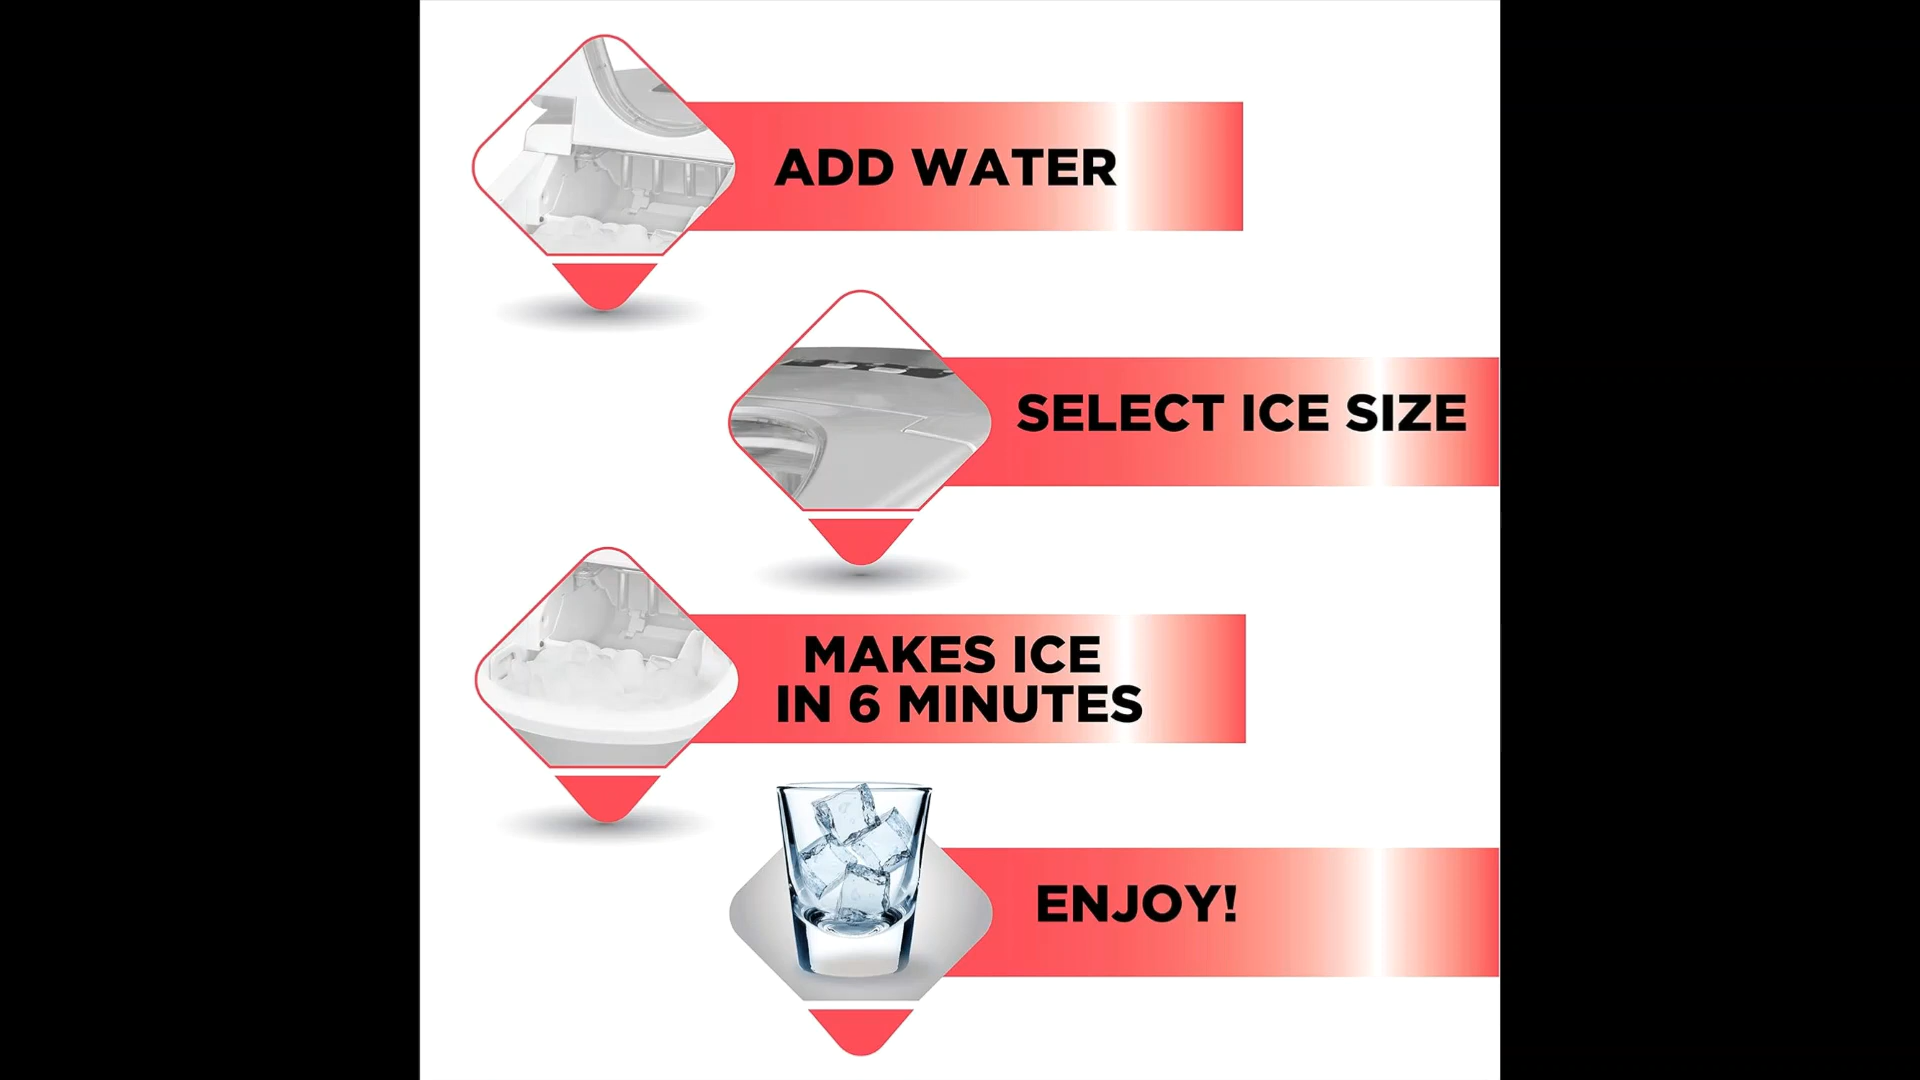 ADD WATER
SELECT ICE SIZE
MAKES ICE
IN 6 MINUTES
ENJOY!